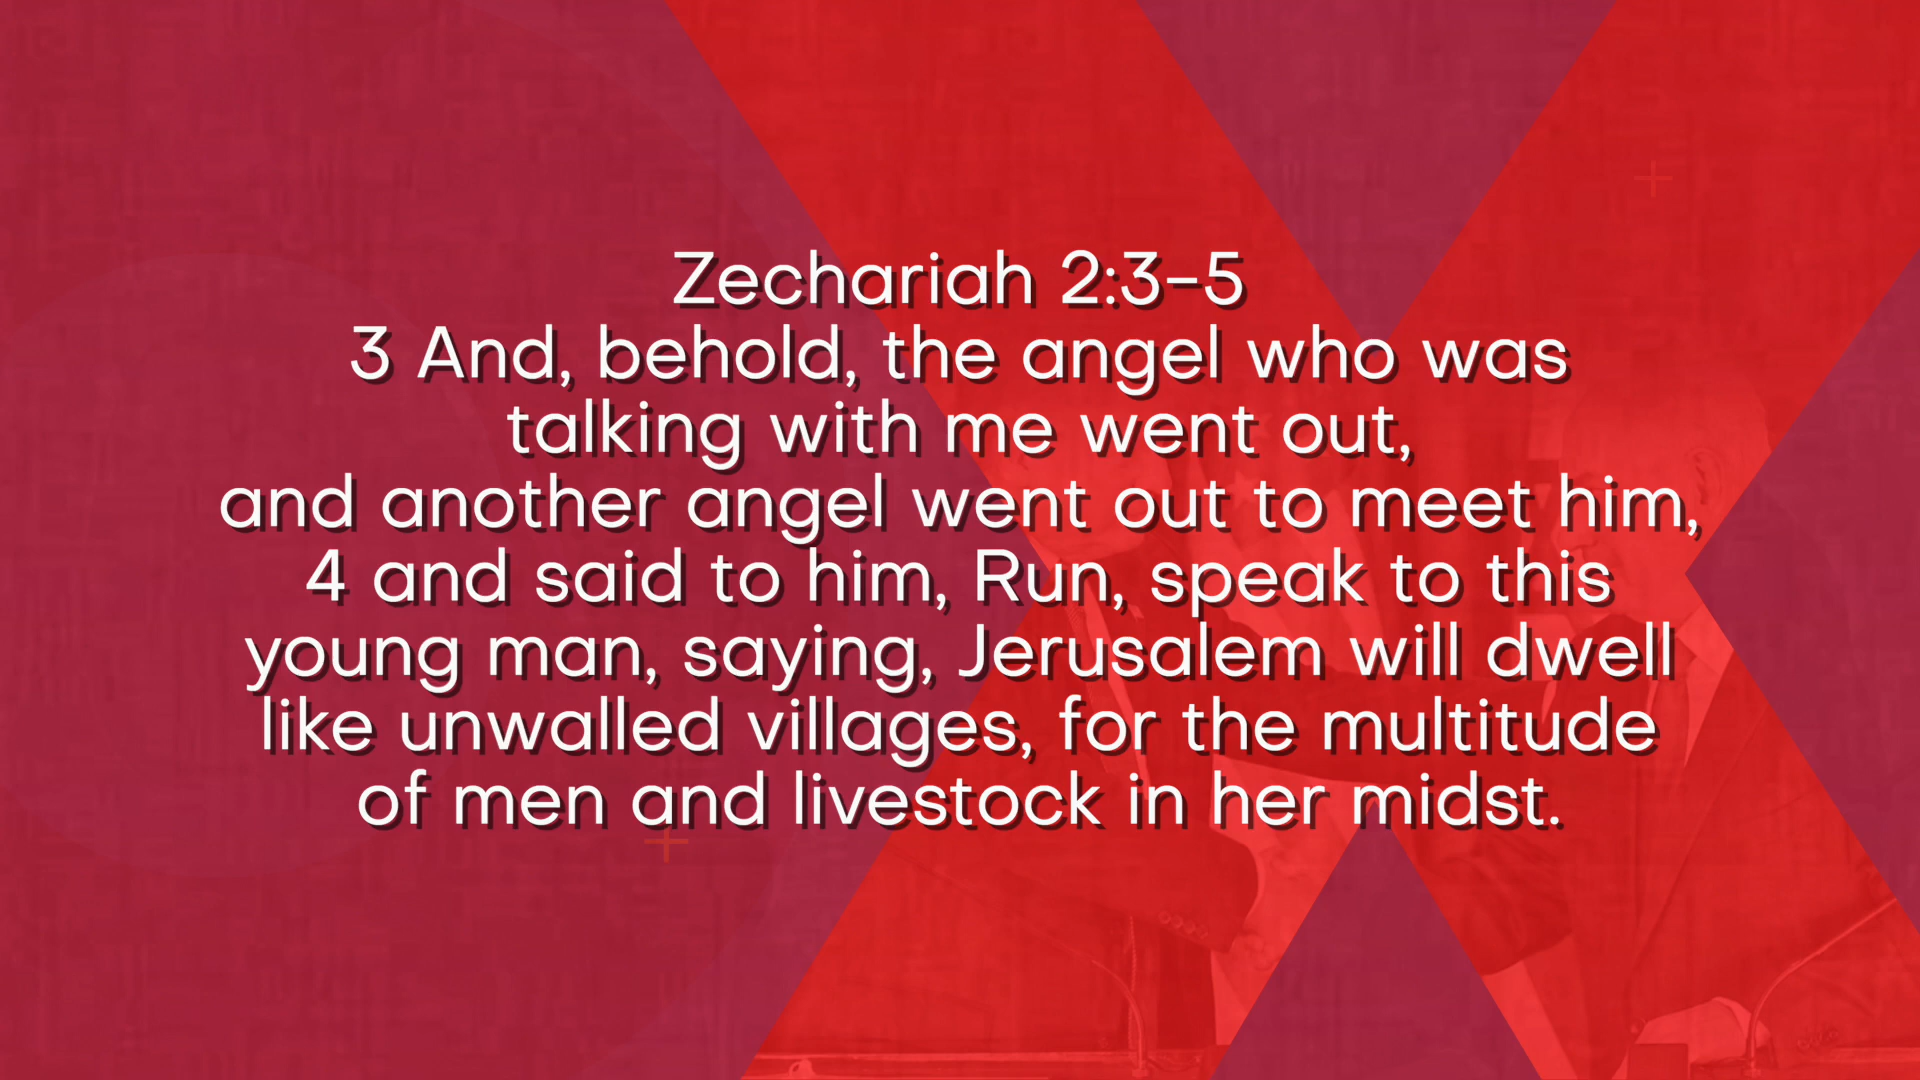 Zechariah 2:3–5
3 And, behold, the angel who was
talking with me went out,
and another angel went out to meet him,
4 and said to him, Run, speak to this
young man, saying, Jerusalem will dwell
like unwalled villages, for the multitude
of men and livestock in her midst.